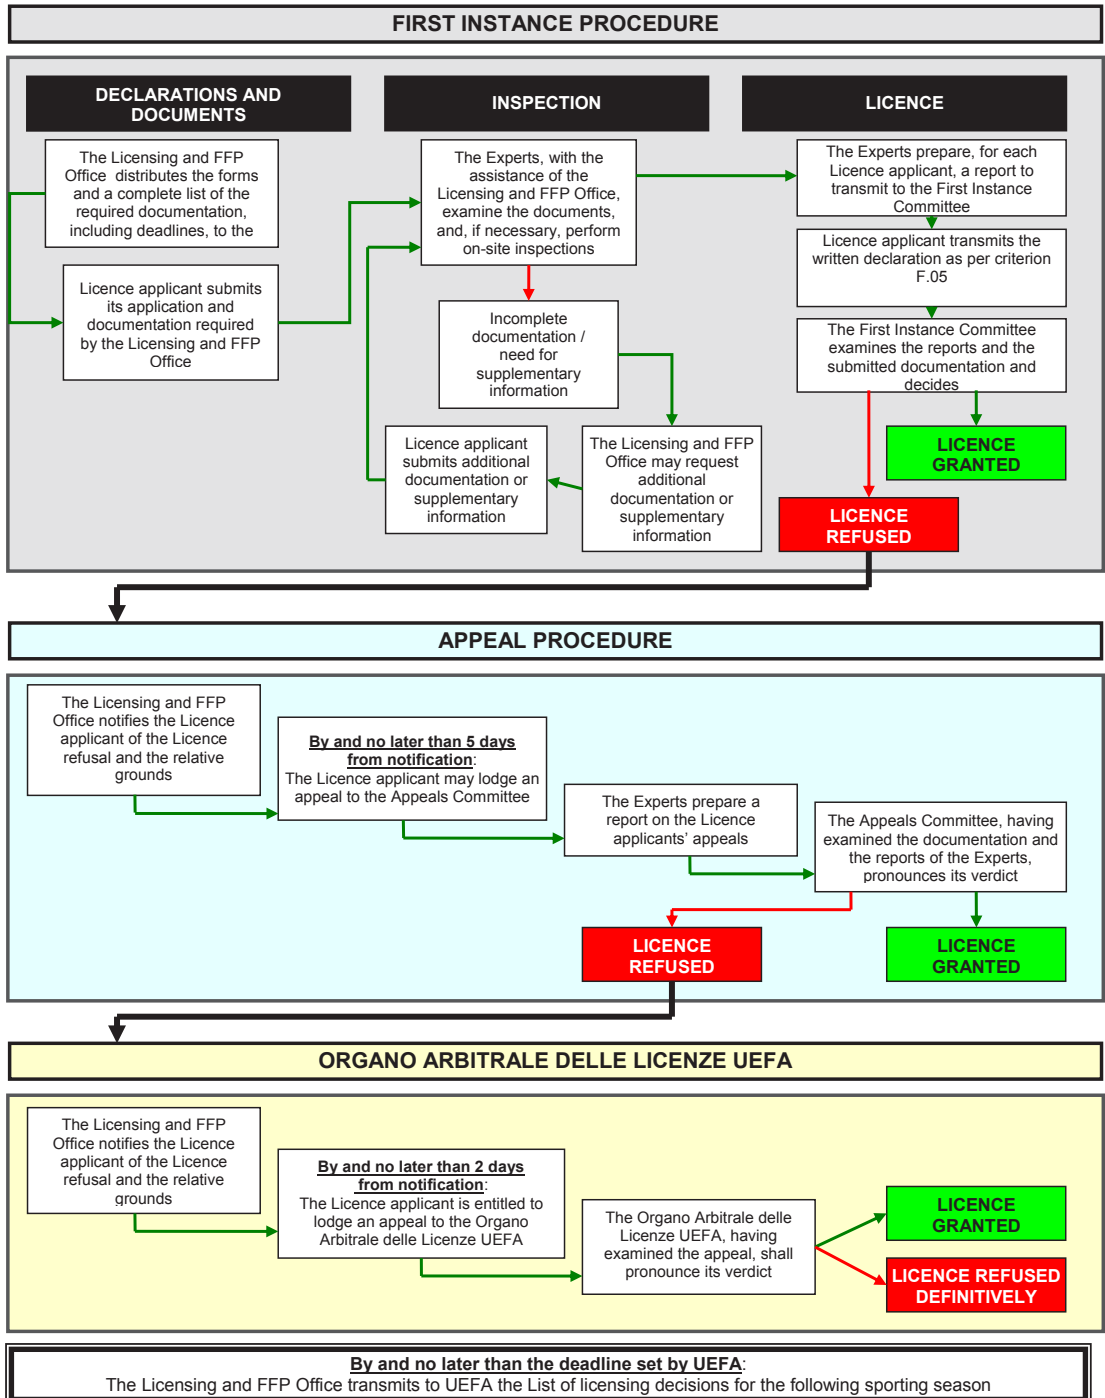 FIRST INSTANCE PROCEDURE
DECLARATIONS AND
DOCUMENTS
The Licensing and FFP
Office distributes the forms
and a complete list of the
required documentation,
including deadlines, to the
Licence applicant submits
its application and
documentation required
by the Licensing and FFP
Office
INSPECTION
The Experts, with the
assistance of the
Licensing and FFP Office,
examine the documents,
and, if necessary, perform
on-site inspections
Incomplete
documentation /
need for
supplementary
information
The Licensing and FFP
Office may request
additional
documentation or
supplementary
information
Licence applicant
submits additional
documentation or
supplementary
information
LICENCE
The Experts prepare, for each
Licence applicant, a report to
transmit to the First Instance
Committee
Licence applicant transmits the
written declaration as per criterion
F.05
The First Instance Committee
examines the reports and the
submitted documentation and
decides
LICENCE
GRANTED
LICENCE
REFUSED
APPEAL PROCEDURE
The Licensing and FFP
Office notifies the Licence
applicant of the Licence
refusal and the relative
grounds
By and no later than 5 days
from notification:
The Licence applicant may lodge an
appeal to the Appeals Committee
The Experts prepare a
report on the Licence
applicants' appeals
The Appeals Committee, having
examined the documentation and
the reports of the Experts,
pronounces its verdict
LICENCE
REFUSED
LICENCE
GRANTED
ORGANO ARBITRALE DELLE LICENZE UEFA
The Licensing and FFP
Office notifies the Licence
applicant of the Licence
refusal and the relative
grounds
By and no later than 2 days
from notification:
The Licence applicant is entitled to
lodge an appeal to the Organo
Arbitrale delle Licenze UEFA
The Organo Arbitrale delle
Licenze UEFA, having
examined the appeal, shall
pronounce its verdict
LICENCE
GRANTED
LICENCE REFUSED
DEFINITIVELY
By and no later than the deadline set by UEFA:
The Licensing and FFP Office transmits to UEFA the List of licensing decisions for the following sporting season